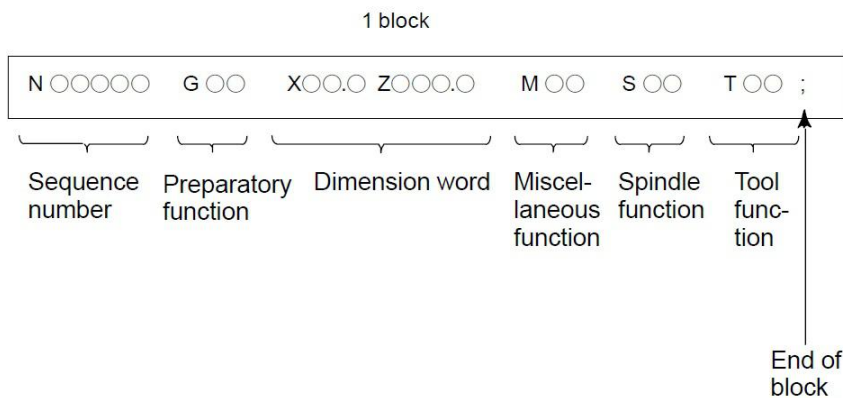 1 block
N ○○○○○ G ○○ X○○.○ Z○○○.○ M ○○ S ○○ T ○○ ;
Sequence number
Preparatory function
Dimension word
Miscel-
laneous
function
Spindle
function
Tool
func-
tion
End of
block